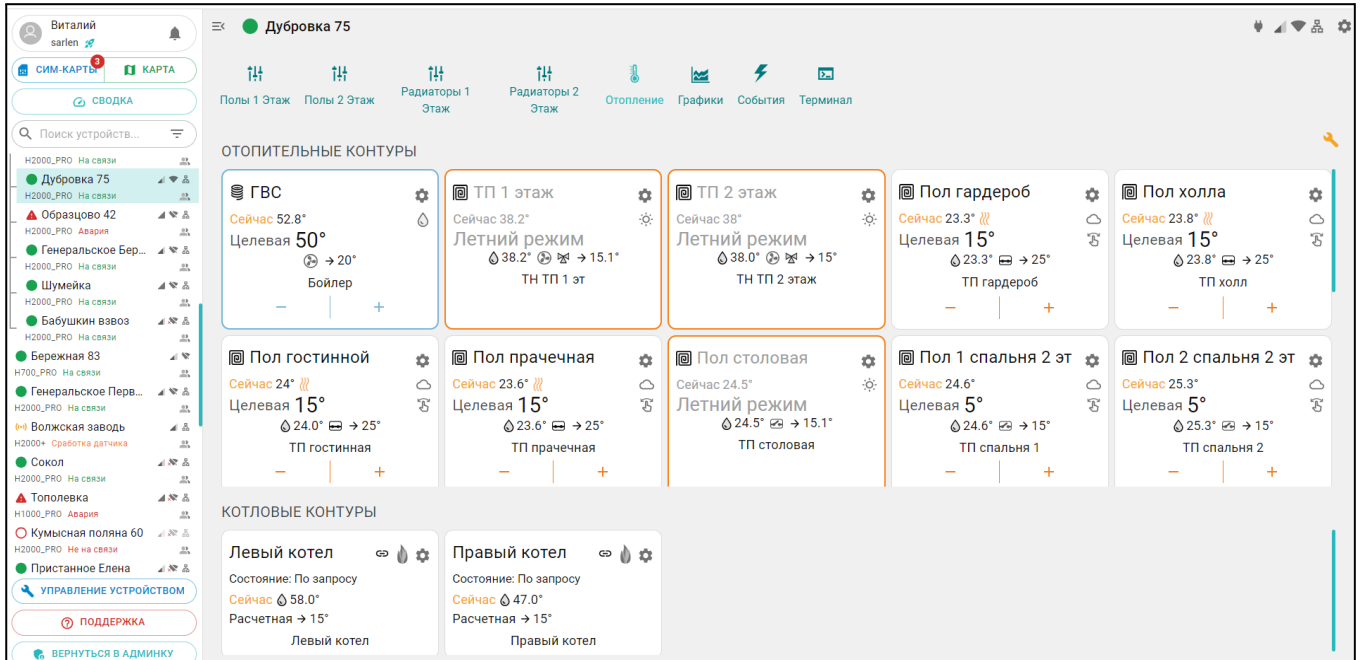 Виталий
sarlen
3
СИМ-КАРТЫ
КАРТА
СВОДКА
Поиск устройств...
H2000_PRO На связи
Дубровка 75
H2000_PRO На связи
Образцово 42
H2000_PRO Авария
Генеральское Бер...
H2000_PRO На связи
Шумейка
H2000_PRO На связи
Бабушкин взвоз
H2000_PRO На связи
Бережная 83
H700_PRO На связи
Генеральское Перв...
H2000_PRO На связи
Волжская заводь
H2000+ Сработка датчика
Сокол
H2000_PRO На связи
Тополевка
H1000_PRO Авария
Кумысная поляна 60
H2000_PRO Не на связи
Пристанное Елена
УПРАВЛЕНИЕ УСТРОЙСТВОМ
ПОДДЕРЖКА
ВЕРНУТЬСЯ В АДМИНКУ
Дубровка 75
Полы 1 Этаж
Полы 2 Этаж
Радиаторы 1
Этаж
Радиаторы 2
Этаж
Отопление
Графики
События
Терминал
ОТОПИТЕЛЬНЫЕ КОНТУРЫ
ГВС
Сейчас 52.8°
Целевая 50°
→ 20°
Бойлер
− +
ТП 1 этаж
Сейчас 38.2°
Летний режим
38.2° → 15.1°
ТН ТП 1 эт
ТП 2 этаж
Сейчас 38°
Летний режим
38.0° → 15°
ТН ТП 2 этаж
Пол гардероб
Сейчас 23.3°
Целевая 15°
23.3° → 25°
ТП гардероб
− +
Пол холла
Сейчас 23.8°
Целевая 15°
23.8° → 25°
ТП холл
− +
Пол гостинной
Сейчас 24°
Целевая 15°
24.0° → 25°
ТП гостинная
− +
Пол прачечная
Сейчас 23.6°
Целевая 15°
23.6° → 25°
ТП прачечная
− +
Пол столовая
Сейчас 24.5°
Летний режим
24.5° → 15.1°
ТП столовая
Пол 1 спальня 2 эт
Сейчас 24.6°
Целевая 5°
24.6° → 15°
ТП спальня 1
− +
Пол 2 спальня 2 эт
Сейчас 25.3°
Целевая 5°
25.3° → 15°
ТП спальня 2
− +
КОТЛОВЫЕ КОНТУРЫ
Левый котел
Состояние: По запросу
Сейчас 58.0°
Расчетная → 15°
Левый котел
Правый котел
Состояние: По запросу
Сейчас 47.0°
Расчетная → 15°
Правый котел